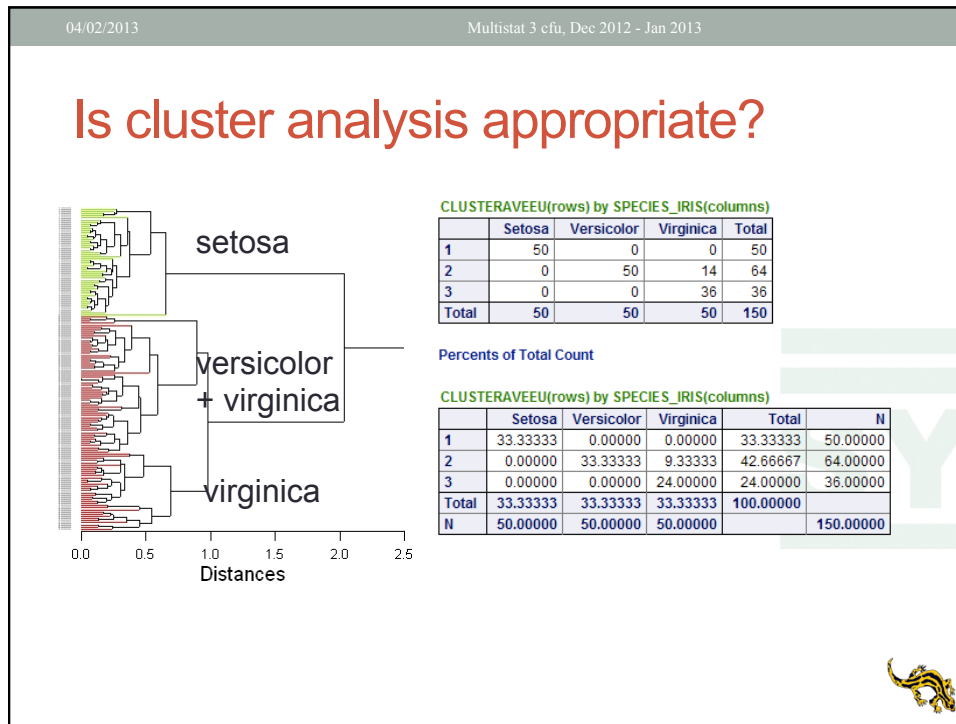 04/02/2013 Multistat 3 cfu, Dec 2012 - Jan 2013
Is cluster analysis appropriate?
setosa
versicolor
+ virginica
virginica
0.0 0.5 1.0 1.5 2.0 2.5
Distances
CLUSTERAVEEU(rows) by SPECIES_IRIS(columns)
Setosa Versicolor Virginica Total
1 50 0 0 50
2 0 50 14 64
3 0 0 36 36
Total 50 50 50 150
Percents of Total Count
CLUSTERAVEEU(rows) by SPECIES_IRIS(columns)
Setosa Versicolor Virginica Total N
1 33.33333 0.00000 0.00000 33.33333 50.00000
2 0.00000 33.33333 9.33333 42.66667 64.00000
3 0.00000 0.00000 24.00000 24.00000 36.00000
Total 33.33333 33.33333 33.33333 100.00000
N 50.00000 50.00000 50.00000 150.00000